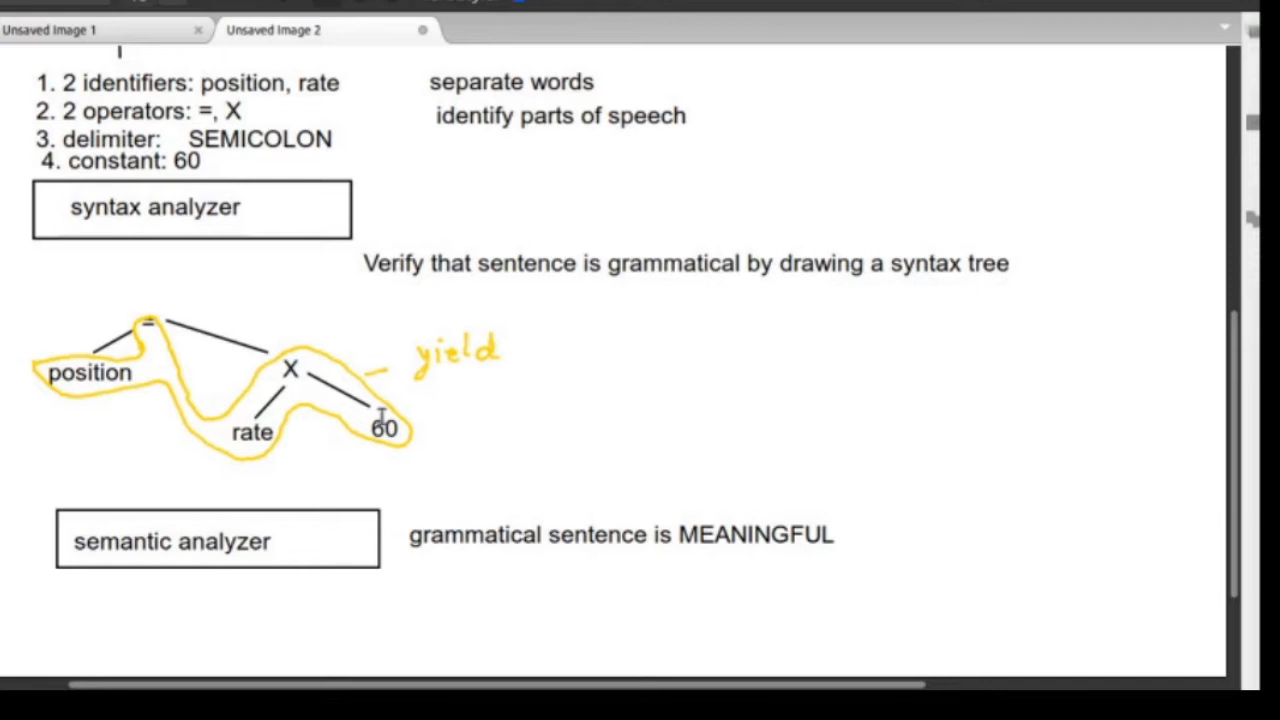 Unsaved Image 1
Unsaved Image 2
1. 2 identifiers: position, rate
separate words
2. 2 operators: =, X
identify parts of speech
3. delimiter: SEMICOLON
4. constant: 60
syntax analyzer
Verify that sentence is grammatical by drawing a syntax tree
=
yield
position
X
rate
60
semantic analyzer
grammatical sentence is MEANINGFUL